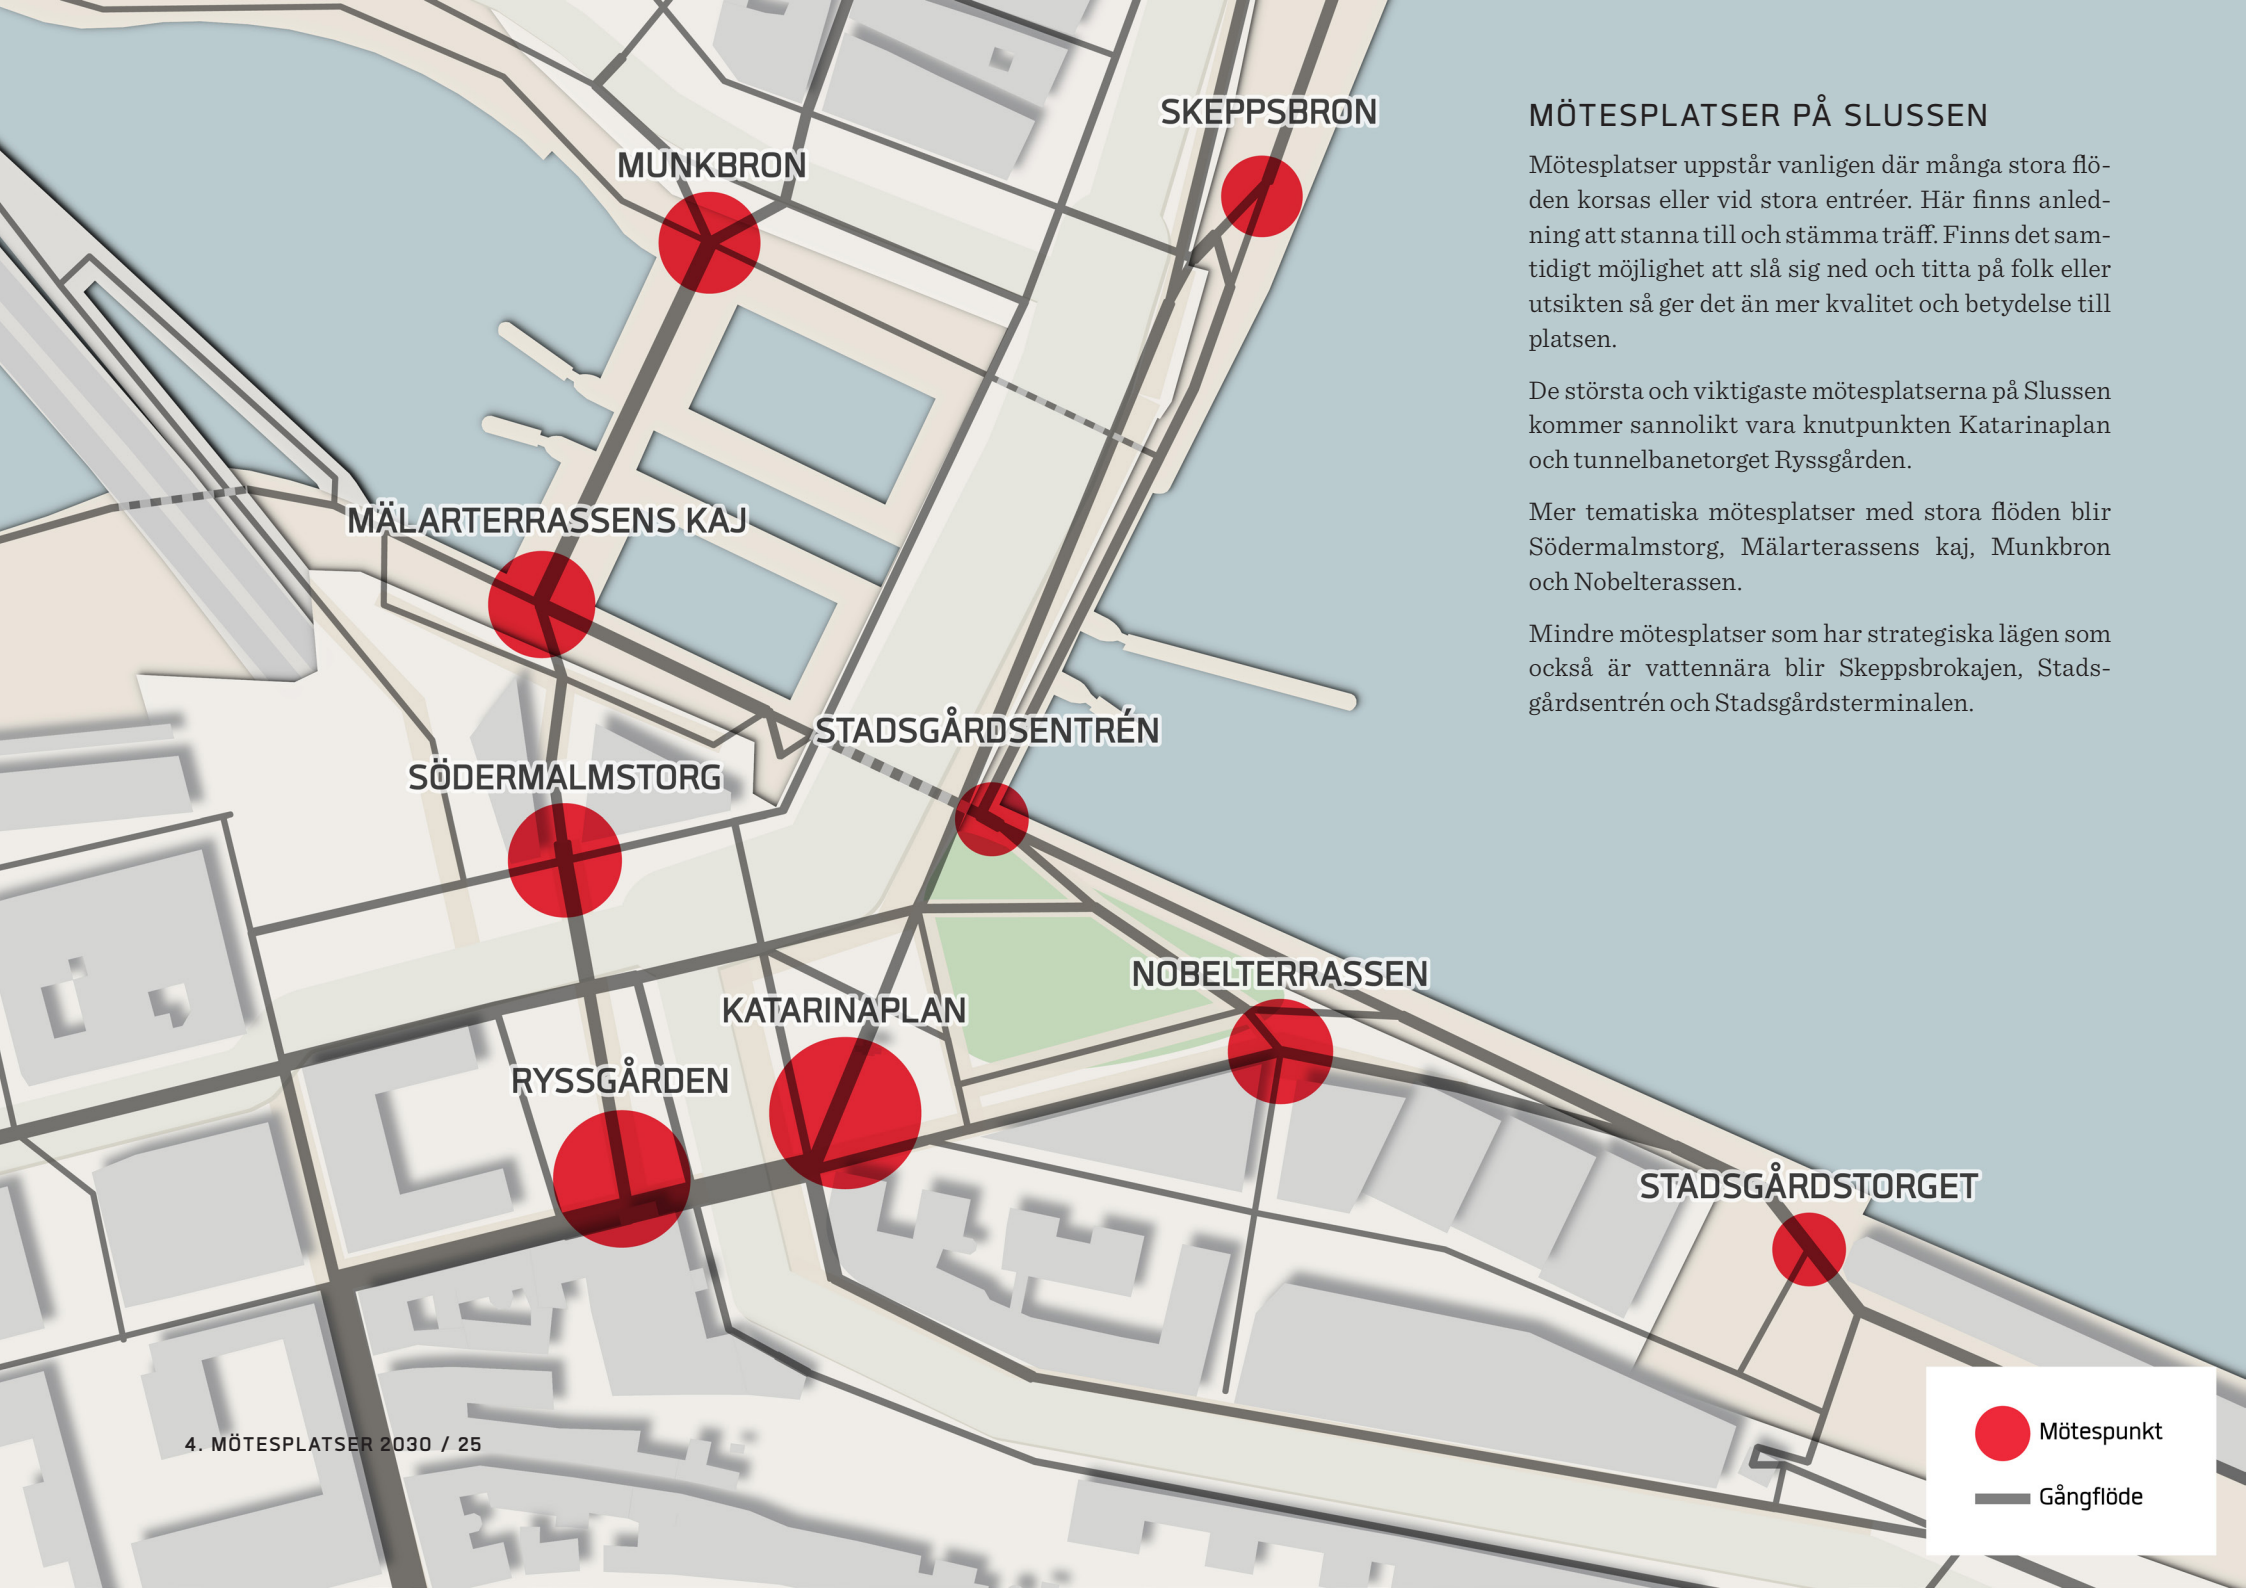 SKEPPSBRON
MUNKBRON
MÄLARTERRASSENS KAJ
STADSGÅRDSENTRÉN
SÖDERMALMSTORG
NOBELTERRASSEN
KATARINAPLAN
RYSSGÅRDEN
STADSGÅRDSTORGET
MÖTESPLATSER PÅ SLUSSEN
Mötesplatser uppstår vanligen där många stora flö-
den korsas eller vid stora entréer. Här finns anled-
ning att stanna till och stämma träff. Finns det sam-
tidigt möjlighet att slå sig ned och titta på folk eller
utsikten så ger det än mer kvalitet och betydelse till
platsen.
De största och viktigaste mötesplatserna på Slussen
kommer sannolikt vara knutpunkten Katarinaplan
och tunnelbanetorget Ryssgården.
Mer tematiska mötesplatser med stora flöden blir
Södermalmstorg, Mälarterassens kaj, Munkbron
och Nobelterassen.
Mindre mötesplatser som har strategiska lägen som
också är vattennära blir Skeppsbrokajen, Stads-
gårdsentrén och Stadsgårdsterminalen.
Mötespunkt
Gångflöde
4. MÖTESPLATSER 2030 / 25